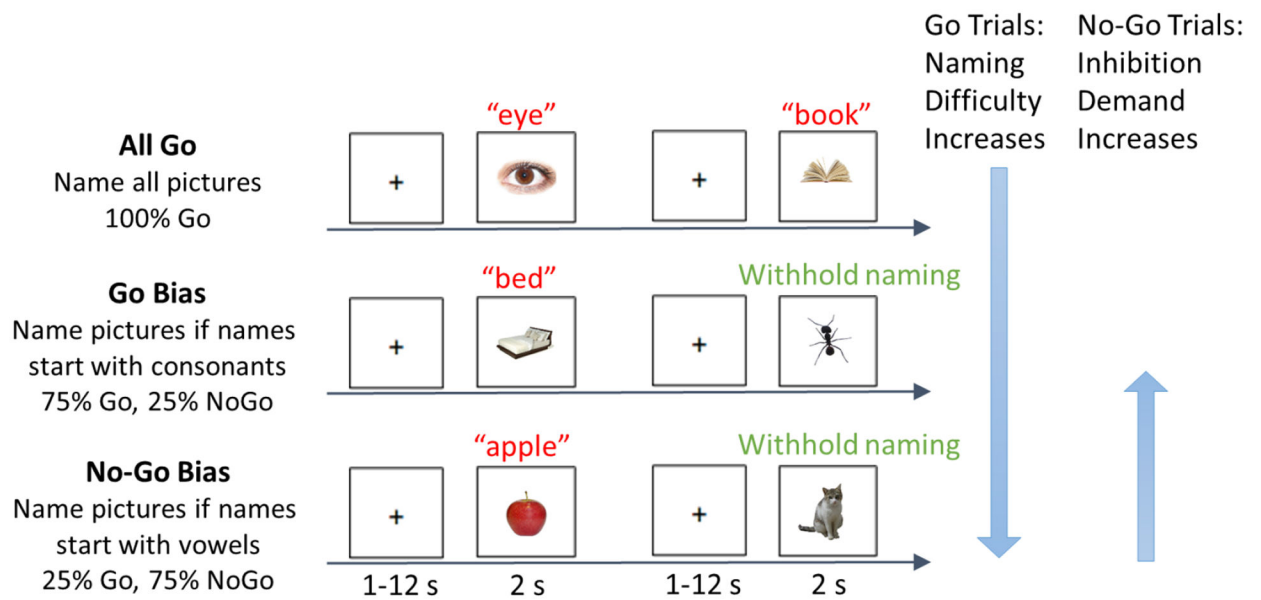 Go Trials:
Naming
Difficulty
Increases
No-Go Trials:
Inhibition
Demand
Increases
All Go
Name all pictures
100% Go
+
“eye”
+
“book”
Go Bias
Name pictures if names
start with consonants
75% Go, 25% NoGo
+
“bed”
+
Withhold naming
No-Go Bias
Name pictures if names
start with vowels
25% Go, 75% NoGo
+
“apple”
+
Withhold naming
1-12 s
2 s
1-12 s
2 s